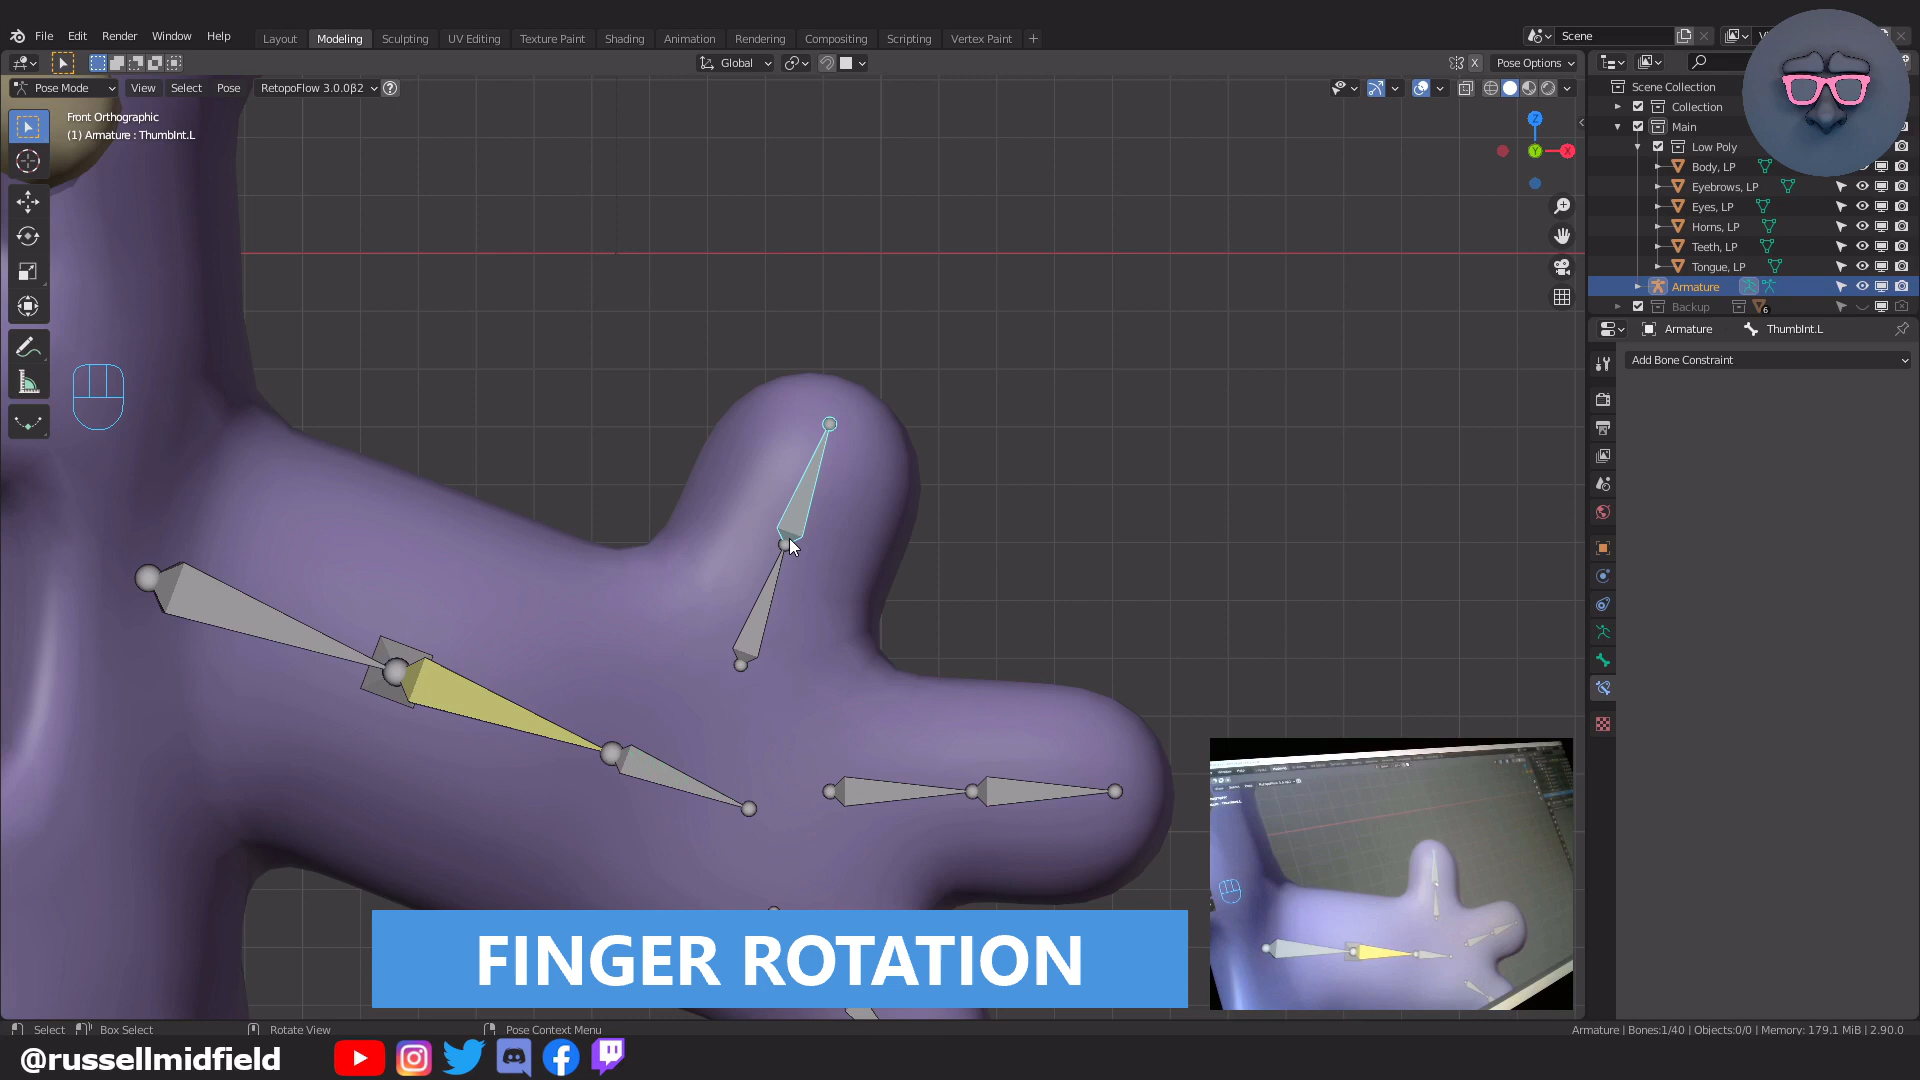 File Edit Render Window Help
Layout Modeling Sculpting UV Editing Texture Paint Shading Animation Rendering Compositing Scripting Vertex Paint +
Scene
Global
X Pose Options
Pose Mode View Select Pose RetopoFlow 3.0.0β2 ?
Front Orthographic
(1) Armature : ThumbInt.L
Z
Y X
Scene Collection
Collection
Main
Low Poly
Body, LP
Eyebrows, LP
Eyes, LP
Horns, LP
Teeth, LP
Tongue, LP
Armature
Backup 6
Armature ThumbInt.L
Add Bone Constraint
FINGER ROTATION
Select Box Select Rotate View Pose Context Menu
Armature | Bones:1/40 | Objects:0/0 | Memory: 179.1 MiB | 2.90.0
@russellmidfield